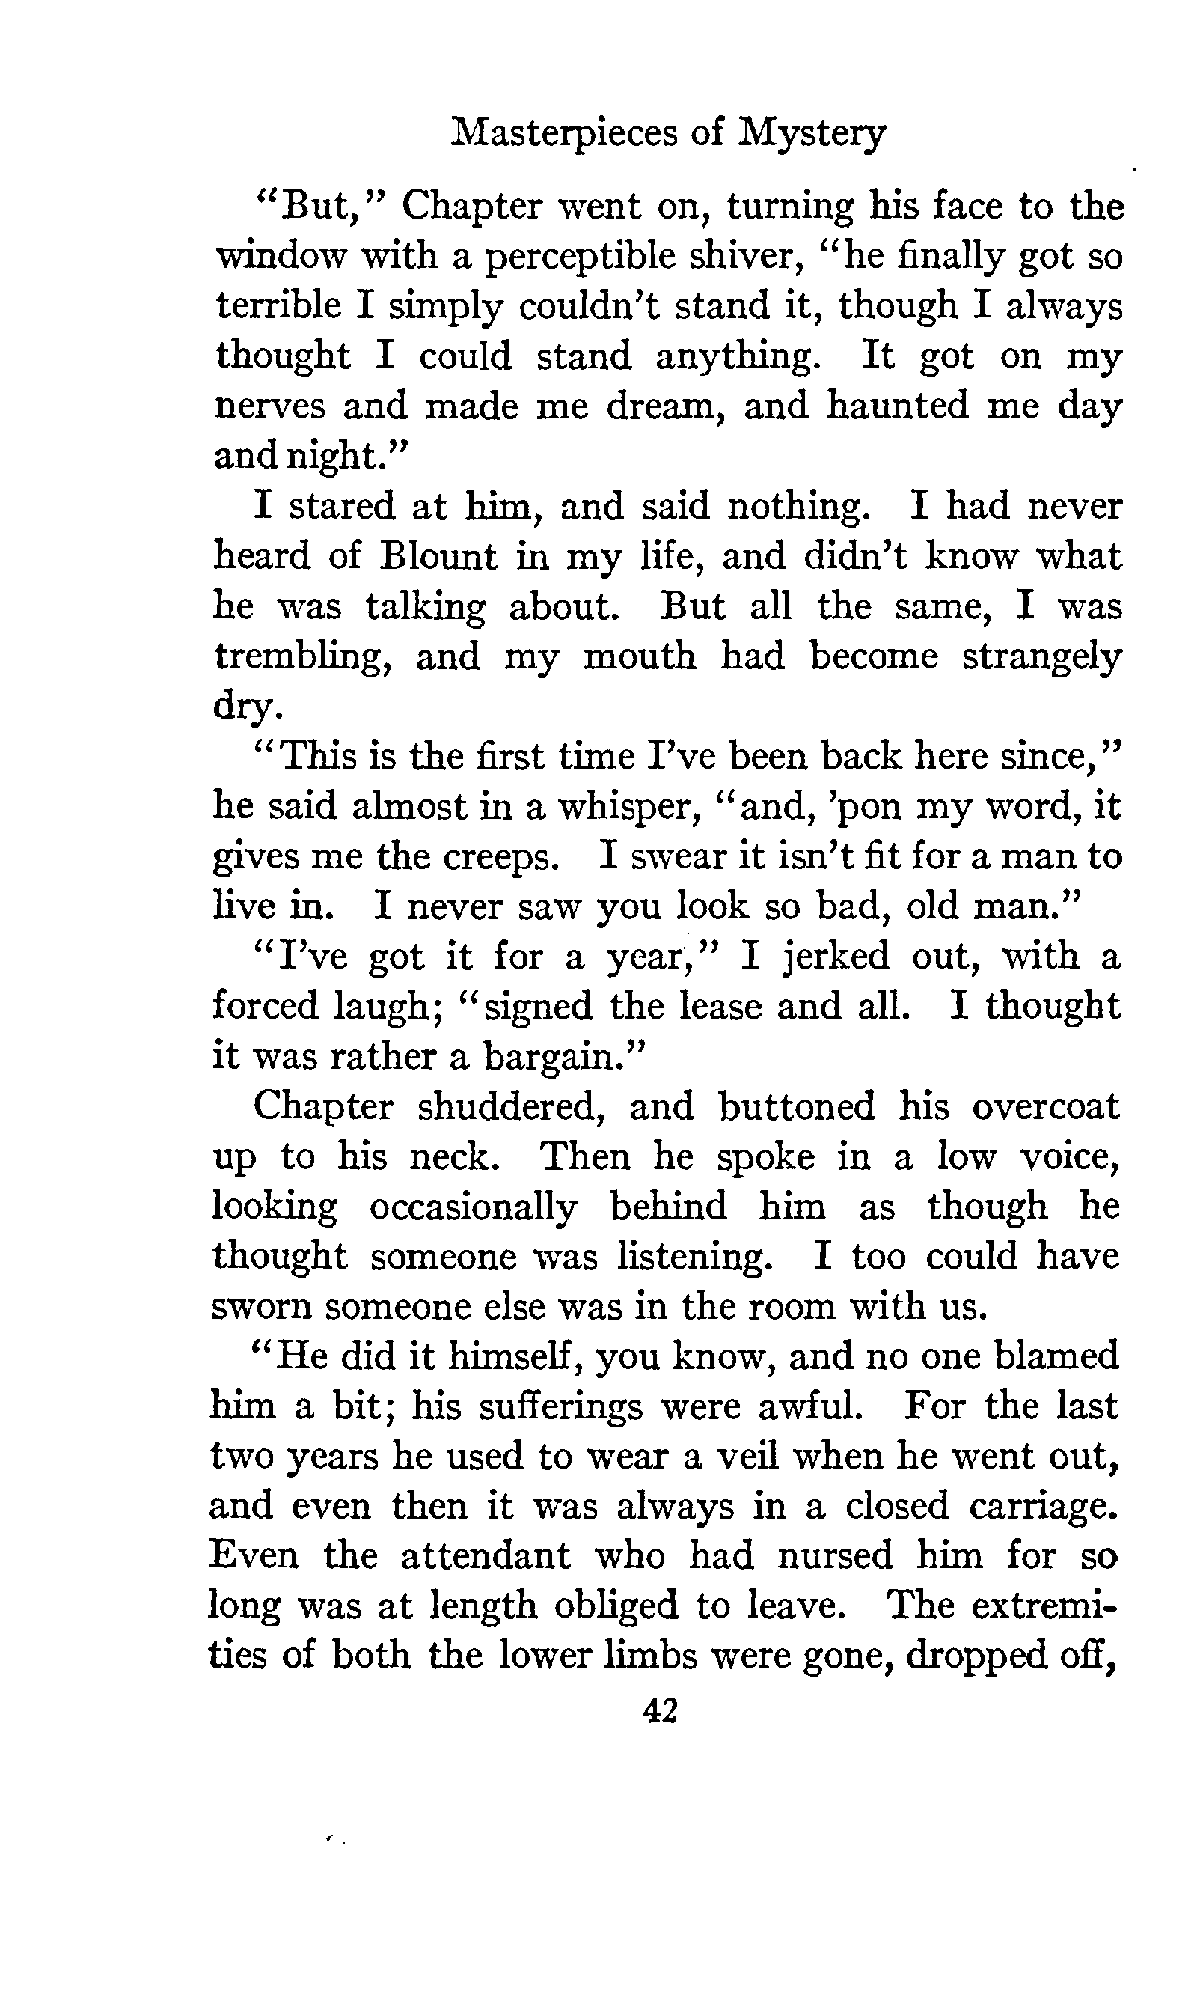 Masterpieces of Mystery
"But," Chapter went on, turning his face to the
window with a perceptible shiver, "he finally got so
terrible I simply couldn't stand it, though I always
thought I could stand anything. It got on my
nerves and made me dream, and haunted me day
and night."
I stared at him, and said nothing. I had never
heard of Blount in my life, and didn't know what
he was talking about. But all the same, I was
trembling, and my mouth had become strangely
dry.
"This is the first time I've been back here since,"
he said almost in a whisper, "and, 'pon my word, it
gives me the creeps. I swear it isn't fit for a man to
live in. I never saw you look so bad, old man."
"I've got it for a year," I jerked out, with a
forced laugh; "signed the lease and all. I thought
it was rather a bargain."
Chapter shuddered, and buttoned his overcoat
up to his neck. Then he spoke in a low voice,
looking occasionally behind him as though he
thought someone was listening. I too could have
sworn someone else was in the room with us.
"He did it himself, you know, and no one blamed
him a bit; his sufferings were awful. For the last
two years he used to wear a veil when he went out,
and even then it was always in a closed carriage.
Even the attendant who had nursed him for so
long was at length obliged to leave. The extremi-
ties of both the lower limbs were gone, dropped off,
42